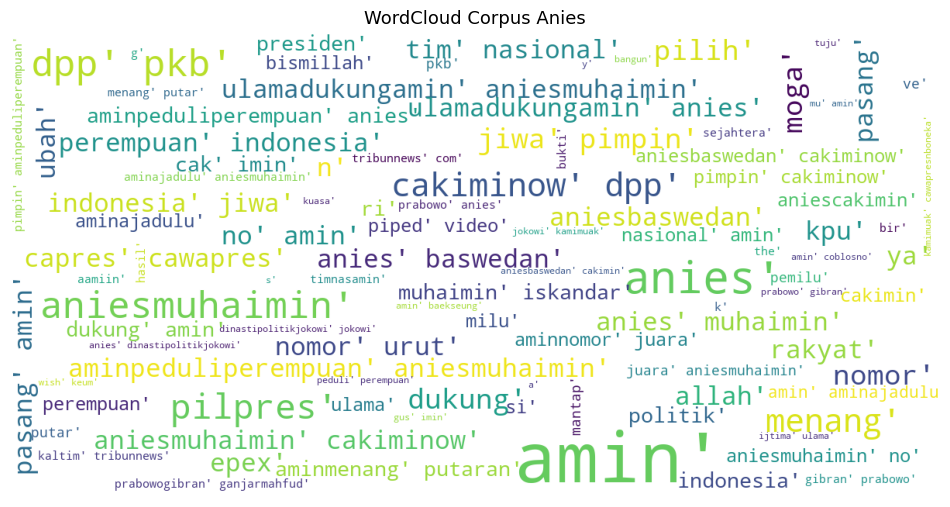 WordCloud Corpus Anies
pimpin' aminpeduliperempuan'
dpp' pkb'
g'
presiden'
bismillah'
tim' nasional'
pkb'
y'
bangun'
pilih'
tuju'
moga'
pasang'
ve'
menang' putar'
ulamadukungamin' aniesmuhaimin'
ulamadukungamin' anies'
aminpeduliperempuan' anies'
mu' amin'
ubah'
perempuan' indonesia'
jiwa' pimpin'
sejahtera'
bukti'
kamimuak' cawapresnboneka'
cak' imin'
n'
tribunnews' com'
aniesbaswedan' cakiminow'
aminajadulu' aniesmuhaimin'
cakiminow' dpp'
pimpin' cakiminow'
indonesia' jiwa'
kuasa'
ri'
prabowo' anies'
aniesbaswedan'
aniescakimin'
aminajadulu'
no' amin'
piped' video'
jokowi' kamimuak'
nasional' amin'
kpu'
bir'
capres' cawapres'
hasil'
anies' baswedan'
the'
amin' coblosno'
ya'
aamiin'
s'
timnasamin'
aniesbaswedan' cakimin'
anies'
pemilu'
aniesmuhaimin'
muhaimin' iskandar'
prabowo' gibran'
cakimin'
amin' baekseung'
k'
pasang' amin'
dukung' amin'
dinastipolitikjokowi' jokowi'
milu'
anies' muhaimin'
anies' dinastipolitikjokowi'
nomor' urut'
aminnomor' juara'
rakyat'
aminpeduliperempuan' aniesmuhaimin'
juara' aniesmuhaimin'
nomor'
wish' keum'
peduli' perempuan'
a'
mantap'
perempuan'
pilpres'
ulama'
dukung'
si'
allah'
amin' aminajadulu'
gus' imin'
politik'
menang'
putar'
aniesmuhaimin' cakiminow'
amin'
ijtima' ulama'
kaltim' tribunnews'
epex'
aminmenang' putaran'
aniesmuhaimin' no'
prabowogibran' ganjarmahfud'
indonesia'
gibran' prabowo'